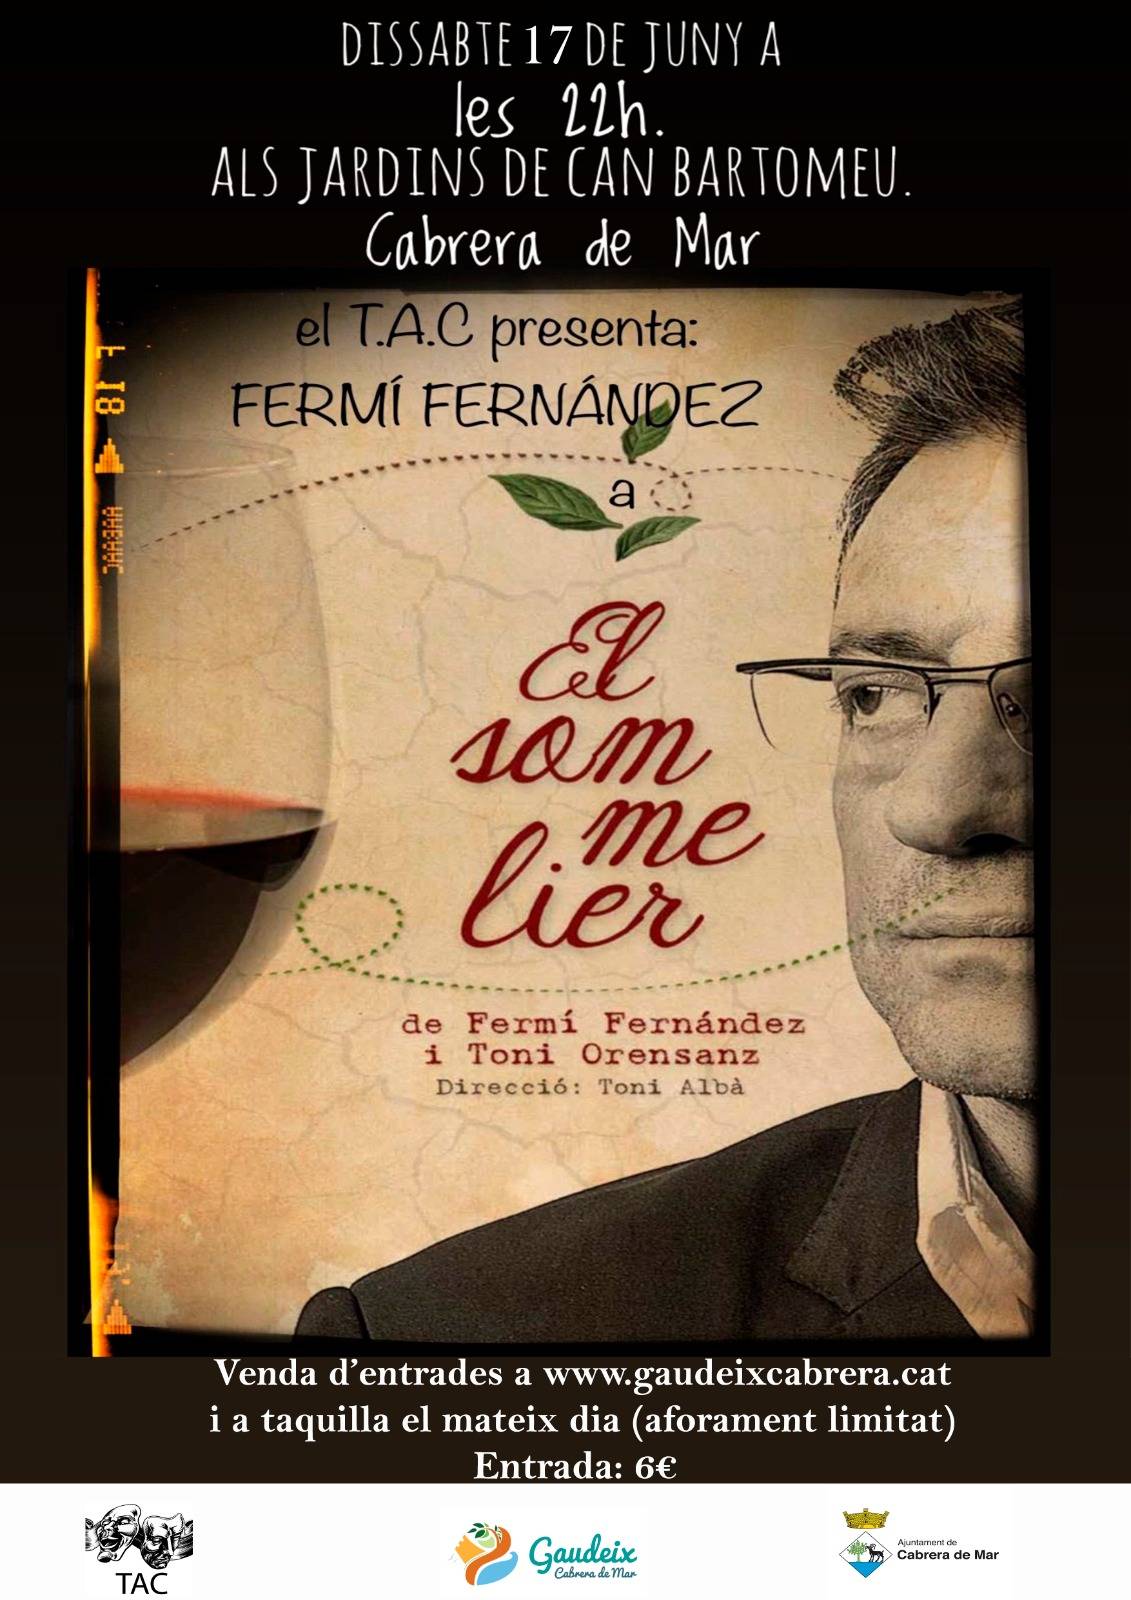 DISSABTE 17 DE JUNY A
les 22h.
ALS JARDINS DE CAN BARTOMEU.
Cabrera de Mar
el T.A.C presenta:
FERMÍ FERNÁNDEZ
a
El
som
me
lier
de Fermí Fernández
i Toni Orensanz
Direcció: Toni Albà
Venda d'entrades a www.gaudeixcabrera.cat
i a taquilla el mateix dia (aforament limitat)
Entrada: 6€
TAC
Gaudeix
Cabrera de Mar
Ajuntament de
Cabrera de Mar